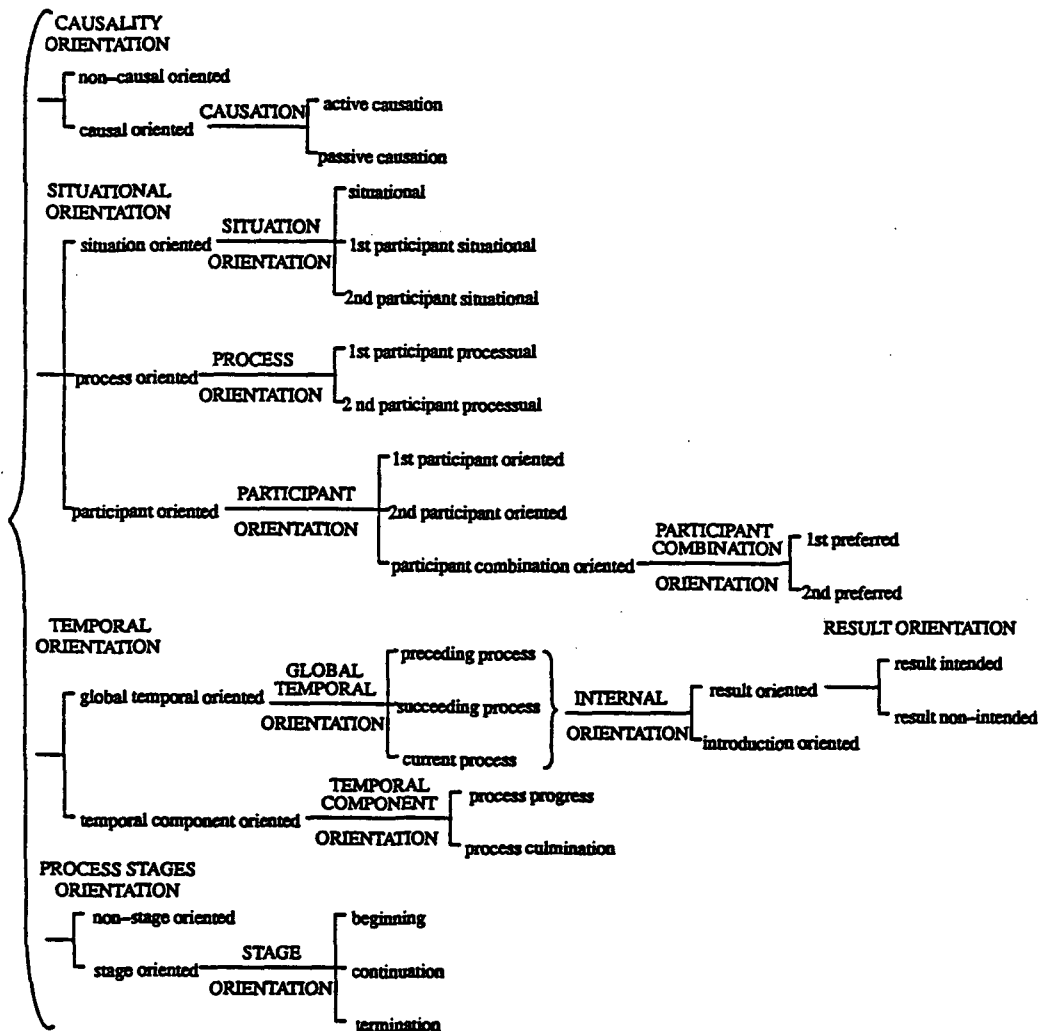 CAUSALITY
ORIENTATION
non-causal oriented
causal oriented
CAUSATION
active causation
passive causation
SITUATIONAL
ORIENTATION
situation oriented
SITUATION
ORIENTATION
situational
1st participant situational
2nd participant situational
process oriented
PROCESS
ORIENTATION
1st participant processual
2 nd participant processual
participant oriented
PARTICIPANT
ORIENTATION
1st participant oriented
2nd participant oriented
participant combination oriented
PARTICIPANT
COMBINATION
ORIENTATION
1st preferred
2nd preferred
TEMPORAL
ORIENTATION
global temporal oriented
GLOBAL
TEMPORAL
ORIENTATION
preceding process
succeeding process
current process
INTERNAL
ORIENTATION
result oriented
introduction oriented
RESULT ORIENTATION
result intended
result non-intended
temporal component oriented
TEMPORAL
COMPONENT
ORIENTATION
process progress
process culmination
PROCESS STAGES
ORIENTATION
non-stage oriented
stage oriented
STAGE
ORIENTATION
beginning
continuation
termination